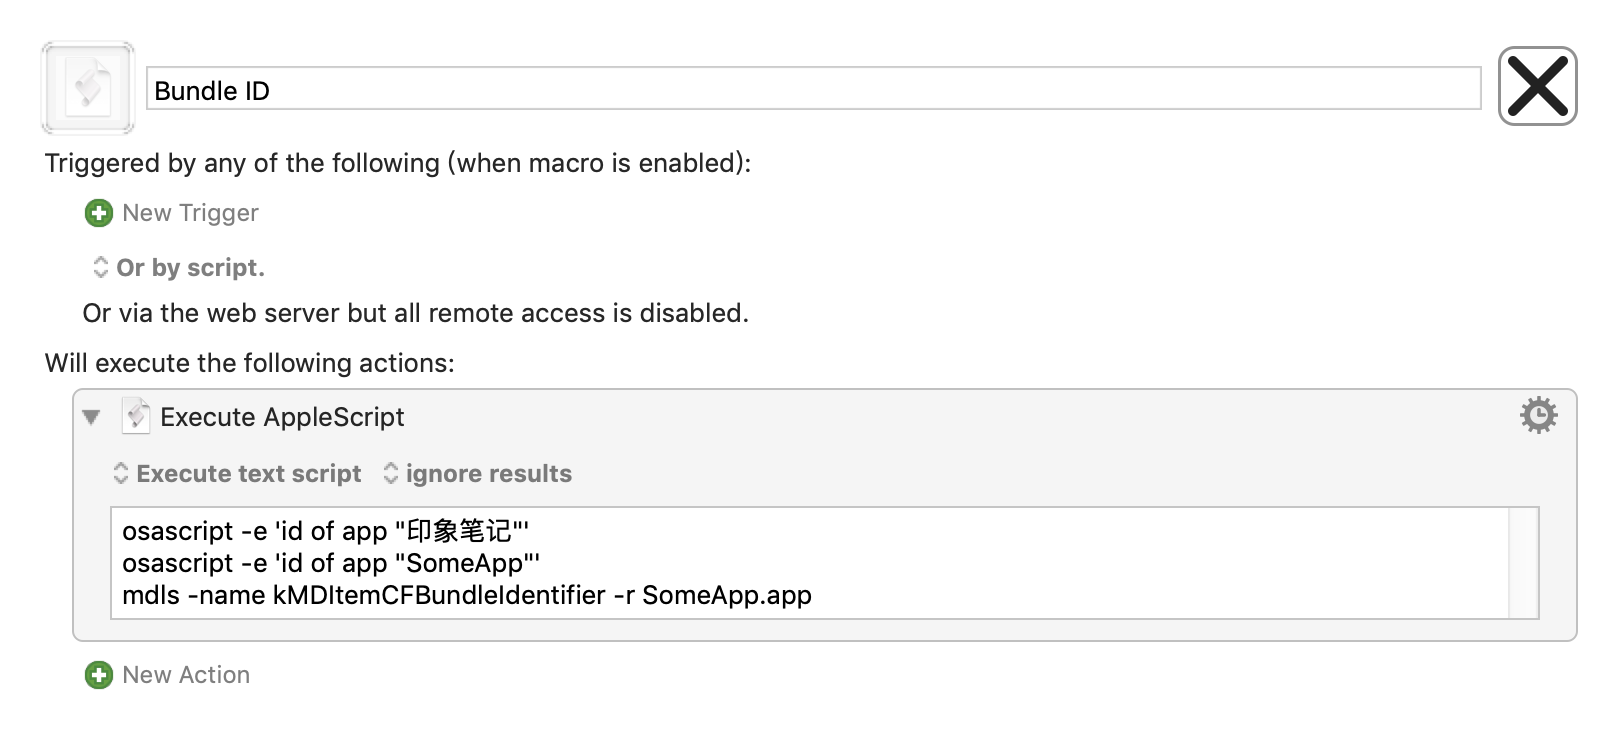 Bundle ID
Triggered by any of the following (when macro is enabled):
New Trigger
Or by script.
Or via the web server but all remote access is disabled.
Will execute the following actions:
Execute AppleScript
Execute text script ignore results
osascript -e 'id of app "印象笔记"'
osascript -e 'id of app "SomeApp"'
mdls -name kMDItemCFBundleIdentifier -r SomeApp.app
New Action